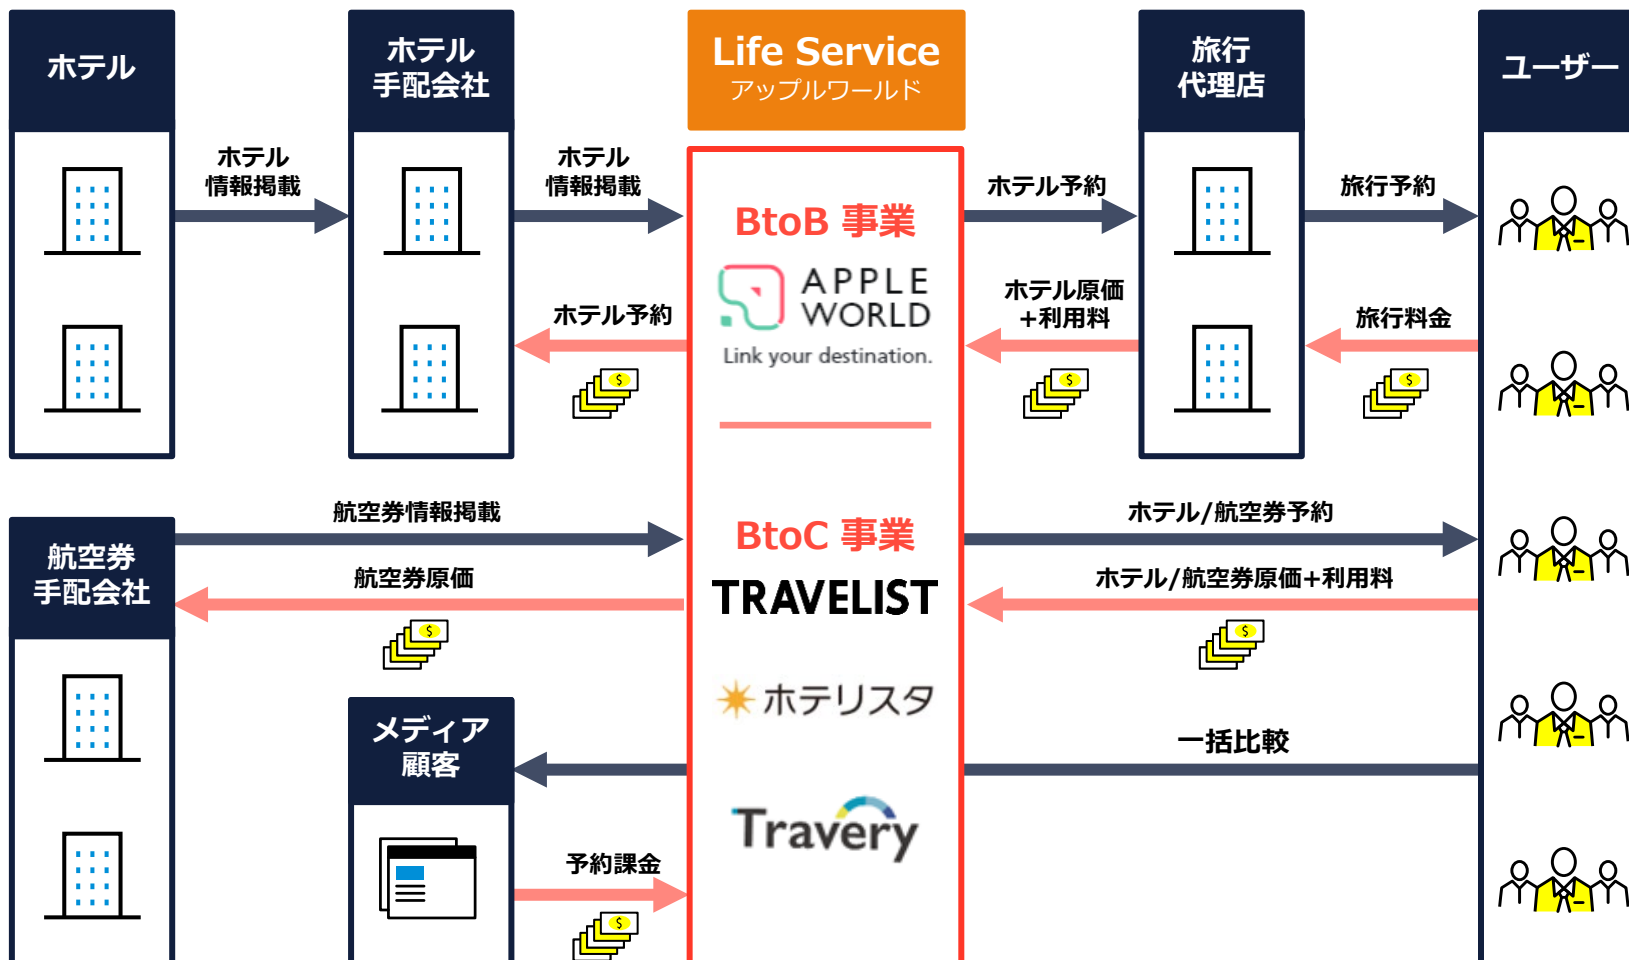 ホテル
ホテル
手配会社
Life Service
アップルワールド
旅行
代理店
ユーザー
ホテル
情報掲載
ホテル
情報掲載
ホテル予約
旅行予約
BtoB 事業
APPLE
WORLD
Link your destination.
ホテル予約
ホテル原価
+利用料
旅行料金
$
$
$
航空券
手配会社
航空券情報掲載
航空券原価
$
BtoC 事業
TRAVELIST
ホテリスタ
Travery
ホテル/航空券予約
ホテル/航空券原価+利用料
$
メディア
顧客
一括比較
予約課金
$